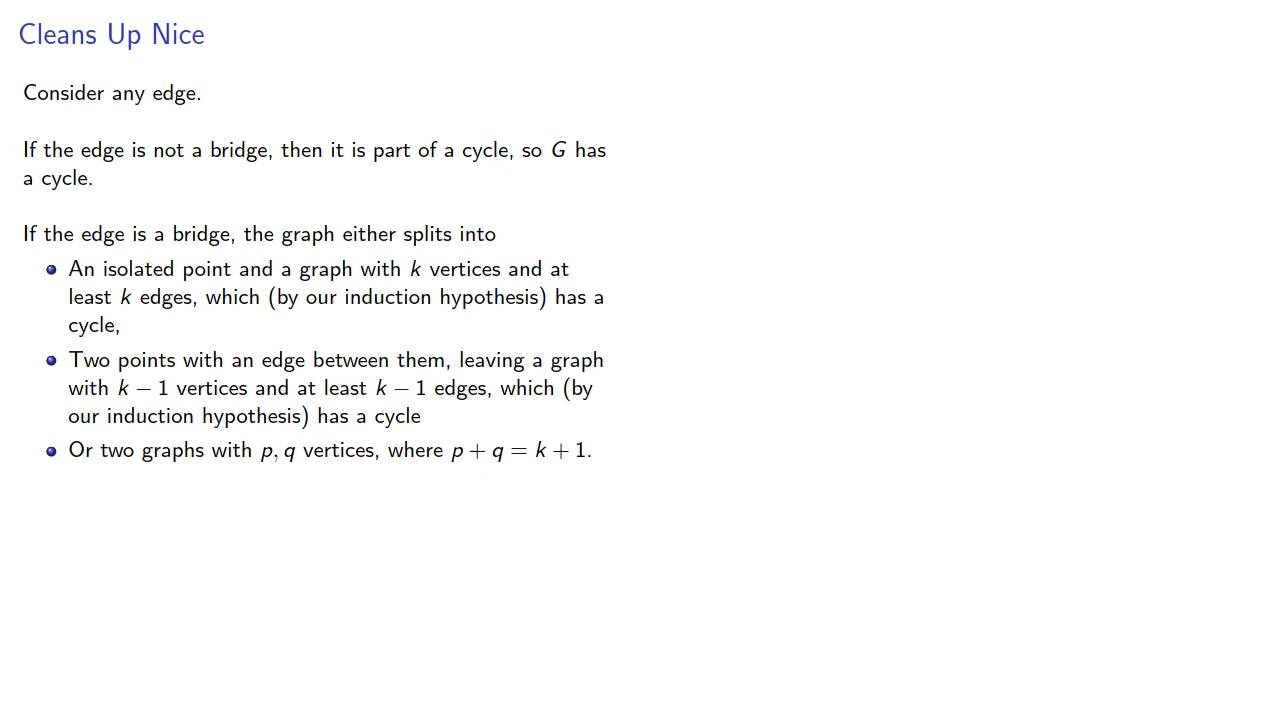 Cleans Up Nice
Consider any edge.
If the edge is not a bridge, then it is part of a cycle, so G has
a cycle.
If the edge is a bridge, the graph either splits into
An isolated point and a graph with k vertices and at
least k edges, which (by our induction hypothesis) has a
cycle,
Two points with an edge between them, leaving a graph
with k − 1 vertices and at least k − 1 edges, which (by
our induction hypothesis) has a cycle
Or two graphs with p, q vertices, where p + q = k + 1.